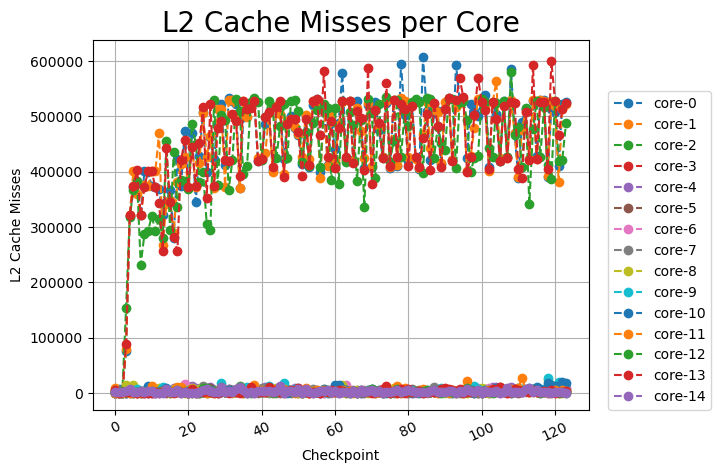 L2 Cache Misses per Core
L2 Cache Misses
600000
500000
400000
300000
200000
100000
0
0
20
40
60
80
100
120
Checkpoint
core-0
core-1
core-2
core-3
core-4
core-5
core-6
core-7
core-8
core-9
core-10
core-11
core-12
core-13
core-14